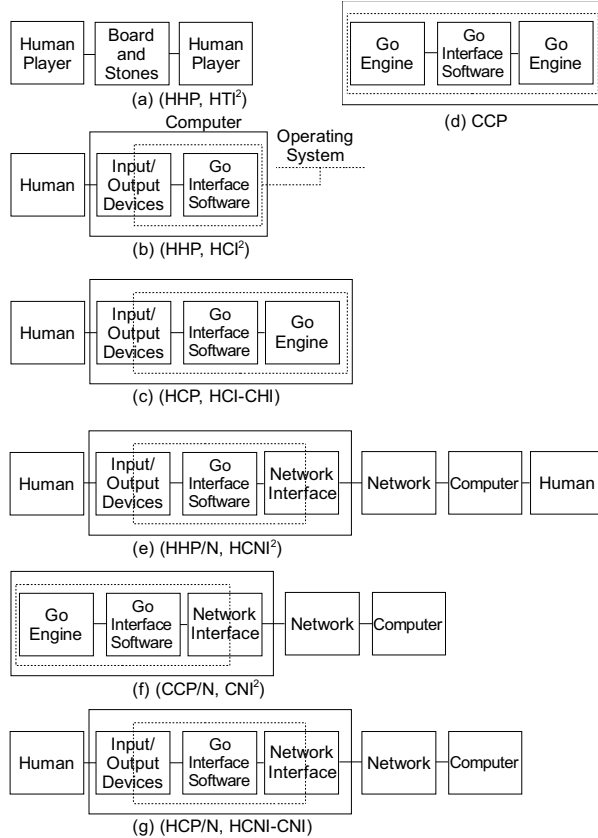 Human Player
Board and Stones
Human Player
(a) (HHP, HTI²)
Go Engine
Go Interface Software
Go Engine
(d) CCP
Computer
Operating System
Human
Input/ Output Devices
Go Interface Software
(b) (HHP, HCI²)
Human
Input/ Output Devices
Go Interface Software
Go Engine
(c) (HCP, HCI-CHI)
Human
Input/ Output Devices
Go Interface Software
Network Interface
Network
Computer
Human
(e) (HHP/N, HCNI²)
Go Engine
Go Interface Software
Network Interface
Network
Computer
(f) (CCP/N, CNI²)
Human
Input/ Output Devices
Go Interface Software
Network Interface
Network
Computer
(g) (HCP/N, HCNI-CNI)